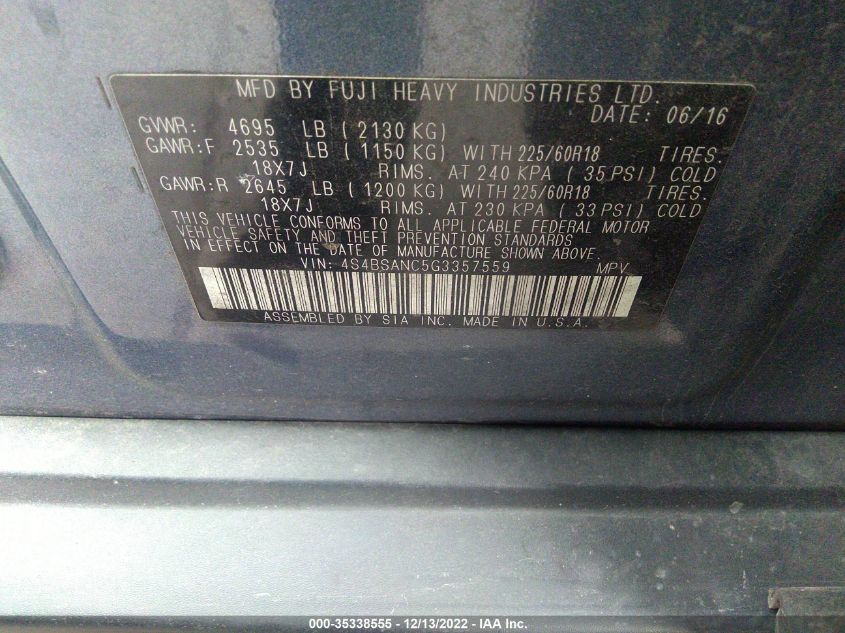 MFD BY FUJI HEAVY INDUSTRIES LTD.
DATE: 06/16
GVWR: 4695 LB ( 2130 KG)
GAWR:F 2535 LB ( 1150 KG) WITH 225/60R18 TIRES.
18X7J RIMS. AT 240 KPA ( 35 PSI) COLD
GAWR:R 2645 LB ( 1200 KG) WITH 225/60R18 TIRES.
18X7J RIMS. AT 230 KPA ( 33 PSI) COLD
THIS VEHICLE CONFORMS TO ALL APPLICABLE FEDERAL MOTOR
VEHICLE SAFETY AND THEFT PREVENTION STANDARDS
IN EFFECT ON THE DATE OF MANUFACTURE SHOWN ABOVE.
VIN: 4S4BSANC5G3357559 MPV
ASSEMBLED BY SIA INC. MADE IN U.S.A.
000-35338555 - 12/13/2022 - IAA Inc.